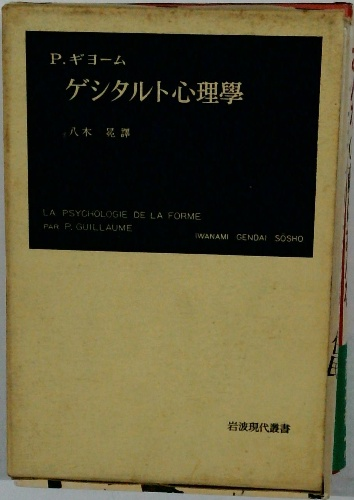 P. ギヨーム
ゲシタルト心理學
八木 冕 譯
LA PSYCHOLOGIE DE LA FORME
PAR P. GUILLAUME
IWANAMI GENDAI SŌSHO
岩波現代叢書